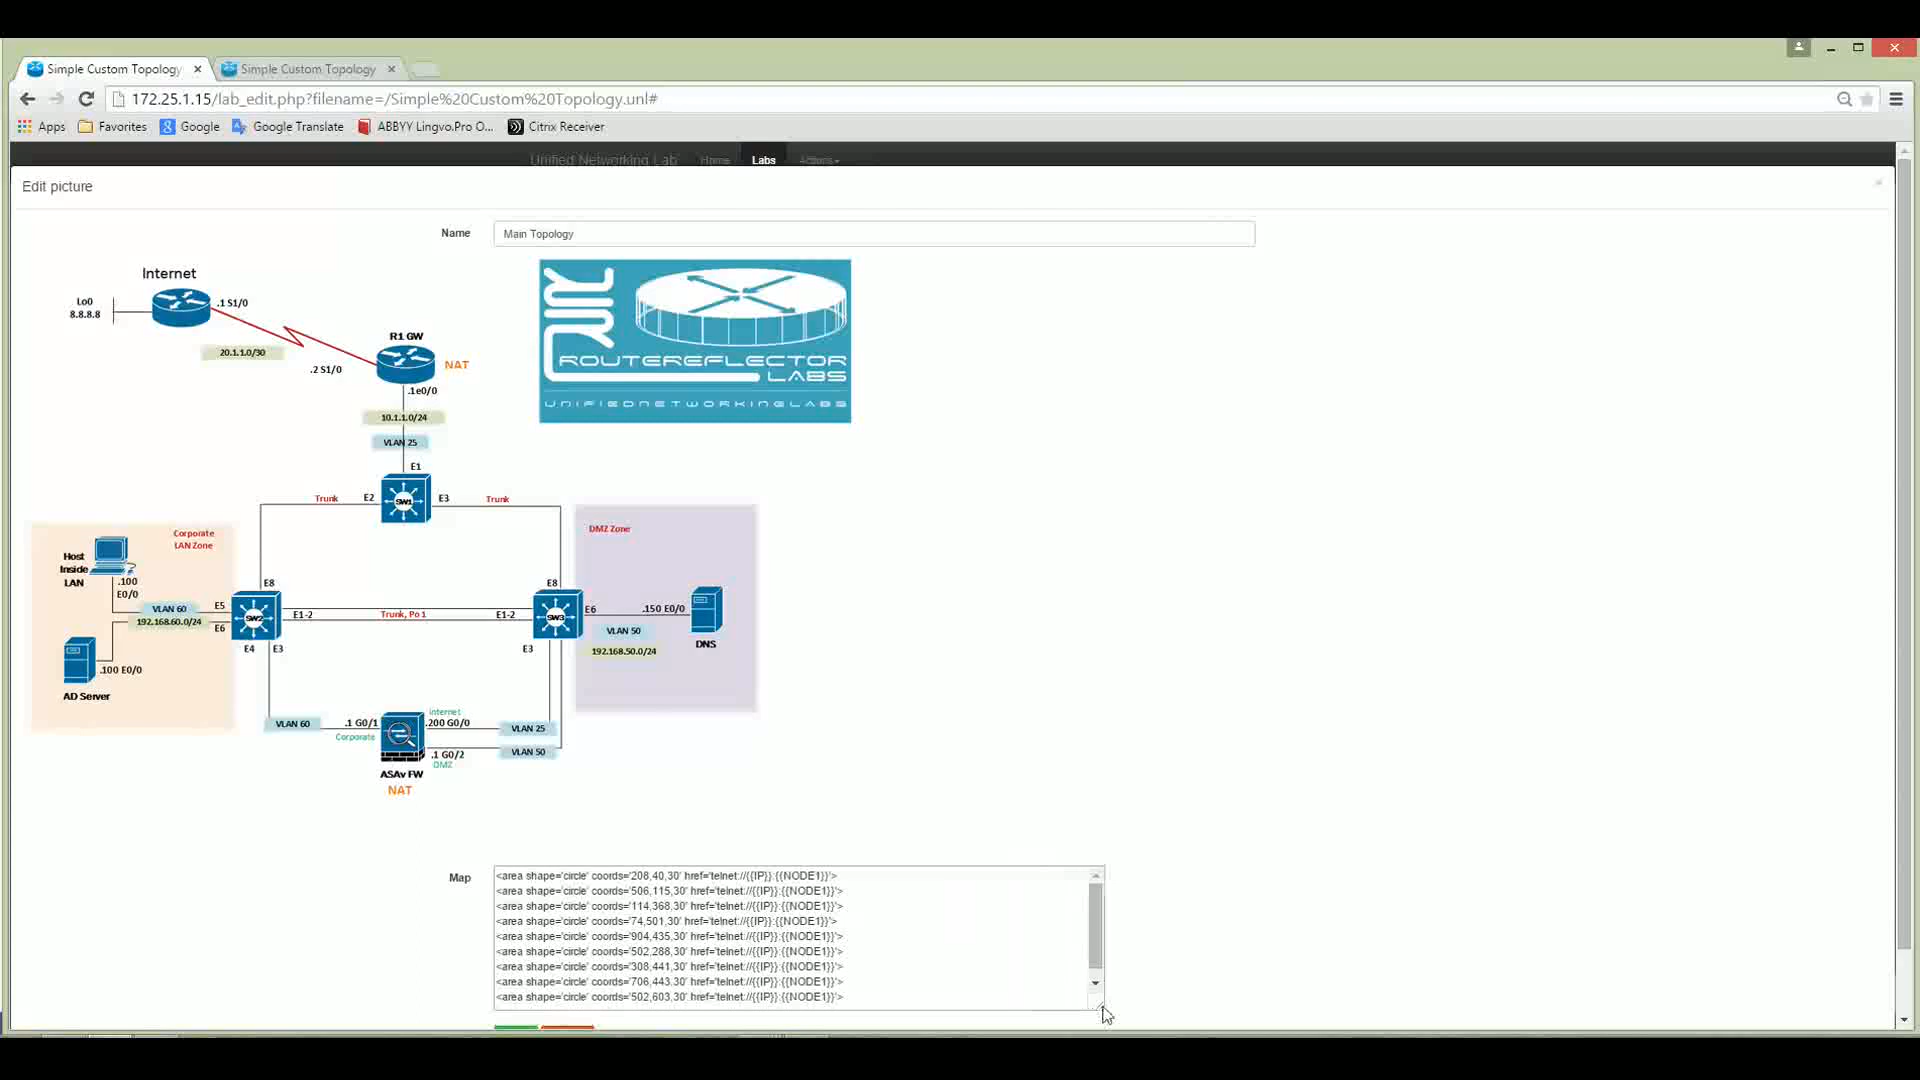 Simple Custom Topology
Simple Custom Topology
172.25.1.15/lab_edit.php?filename=/Simple%20Custom%20Topology.unl#
Apps Favorites Google Google Translate ABBYY Lingvo.Pro O... Citrix Receiver
Unified Networking Lab Home Labs Actions
Edit picture
Name Main Topology
Internet
Lo0
8.8.8.8
.1 S1/0
20.1.1.0/30
.2 S1/0
R1 GW
NAT
.1e0/0
10.1.1.0/24
VLAN 25
E1
ROUTEREFLECTOR
LABS
UNIFIEDNETWORKINGLABS
Trunk E2 SW1 E3 Trunk
Corporate
LAN Zone
Host
Inside
LAN
.100
E0/0
VLAN 60
192.168.60.0/24
E5
E6
E8
SW2
E1-2
E4 E3
.100 E0/0
AD Server
Trunk, Po 1
E8
E1-2
SW3
E3
DMZ Zone
E6
.150 E0/0
VLAN 50
192.168.50.0/24
DNS
VLAN 60
.1 G0/1
Corporate
Internet
.200 G0/0
VLAN 25
.1 G0/2
DMZ
VLAN 50
ASAv FW
NAT
Map
<area shape='circle' coords='208,40,30' href='telnet://{{IP}}:{{NODE1}}'>
<area shape='circle' coords='506,115,30' href='telnet://{{IP}}:{{NODE1}}'>
<area shape='circle' coords='114,368,30' href='telnet://{{IP}}:{{NODE1}}'>
<area shape='circle' coords='74,501,30' href='telnet://{{IP}}:{{NODE1}}'>
<area shape='circle' coords='904,435,30' href='telnet://{{IP}}:{{NODE1}}'>
<area shape='circle' coords='502,288,30' href='telnet://{{IP}}:{{NODE1}}'>
<area shape='circle' coords='308,441,30' href='telnet://{{IP}}:{{NODE1}}'>
<area shape='circle' coords='706,443,30' href='telnet://{{IP}}:{{NODE1}}'>
<area shape='circle' coords='502,603,30' href='telnet://{{IP}}:{{NODE1}}'>